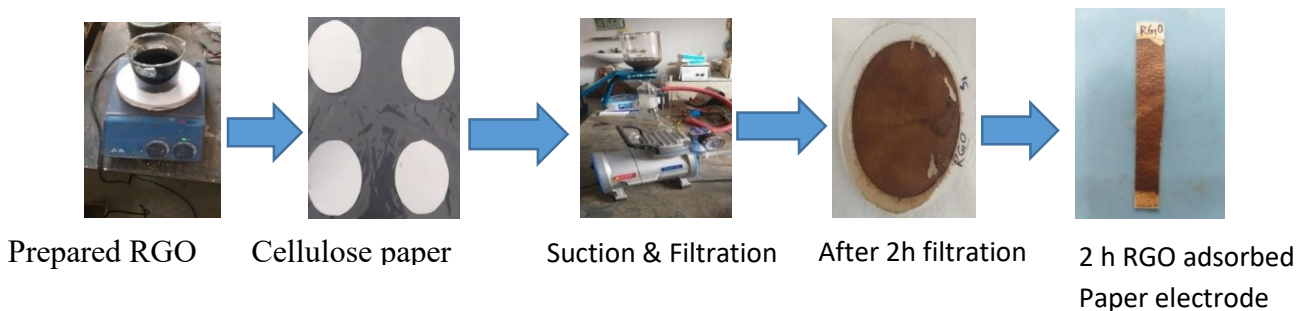 RGO
RGO
Prepared RGO
Cellulose paper
Suction & Filtration
After 2h filtration
2 h RGO adsorbed
Paper electrode